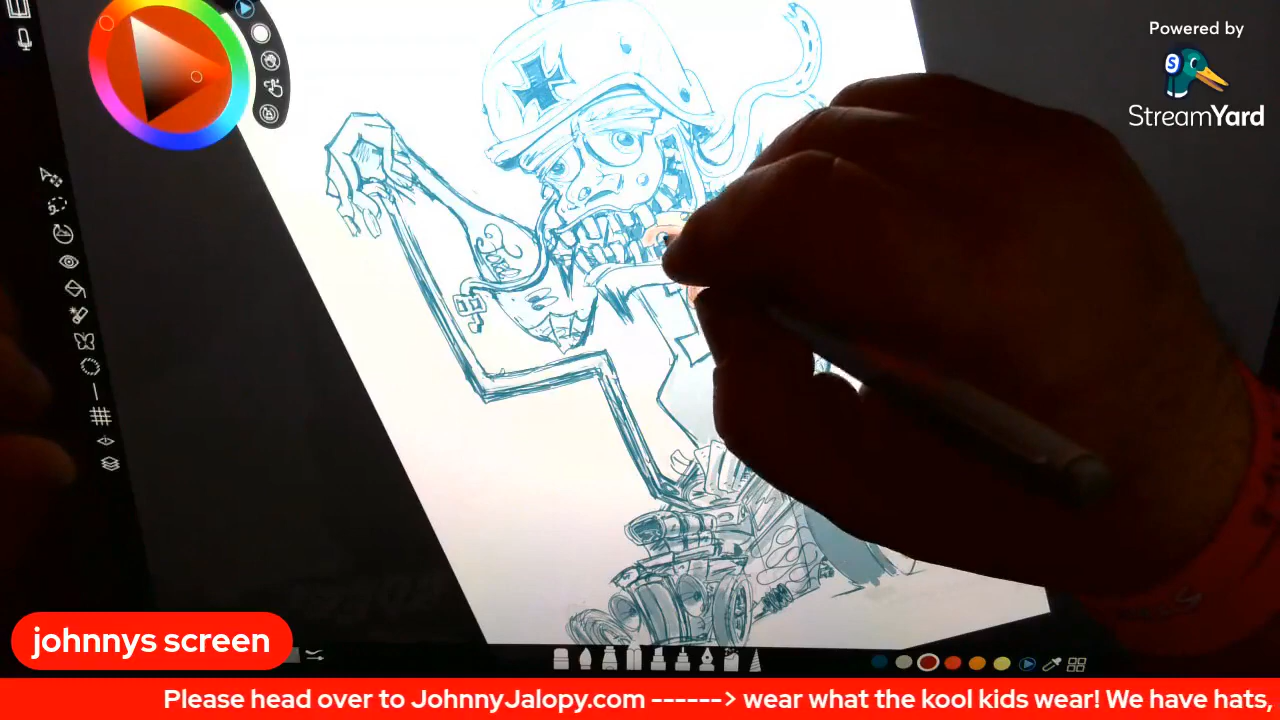 Powered by
S
StreamYard
johnnys screen
Please head over to JohnnyJalopy.com ------> wear what the kool kids wear! We have hats,